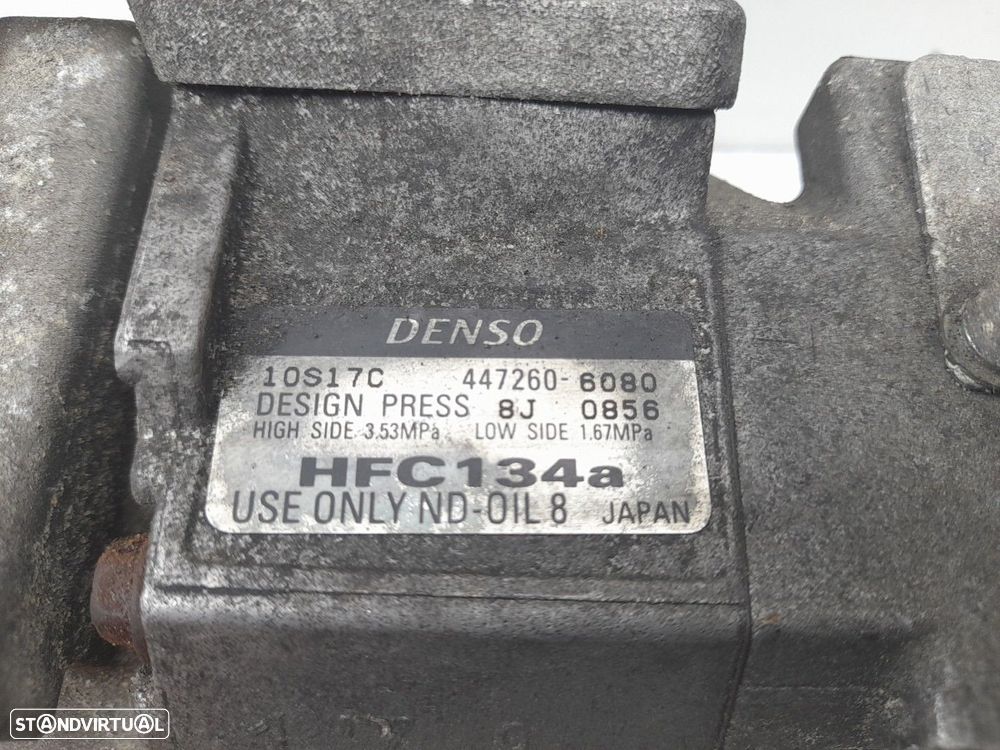 DENSO
10S17C 447260-6080
DESIGN PRESS 8J 0856
HIGH SIDE 3.53MPa LOW SIDE 1.67MPa
HFC134a
USE ONLY ND-OIL 8 JAPAN
STANDVIRTUAL